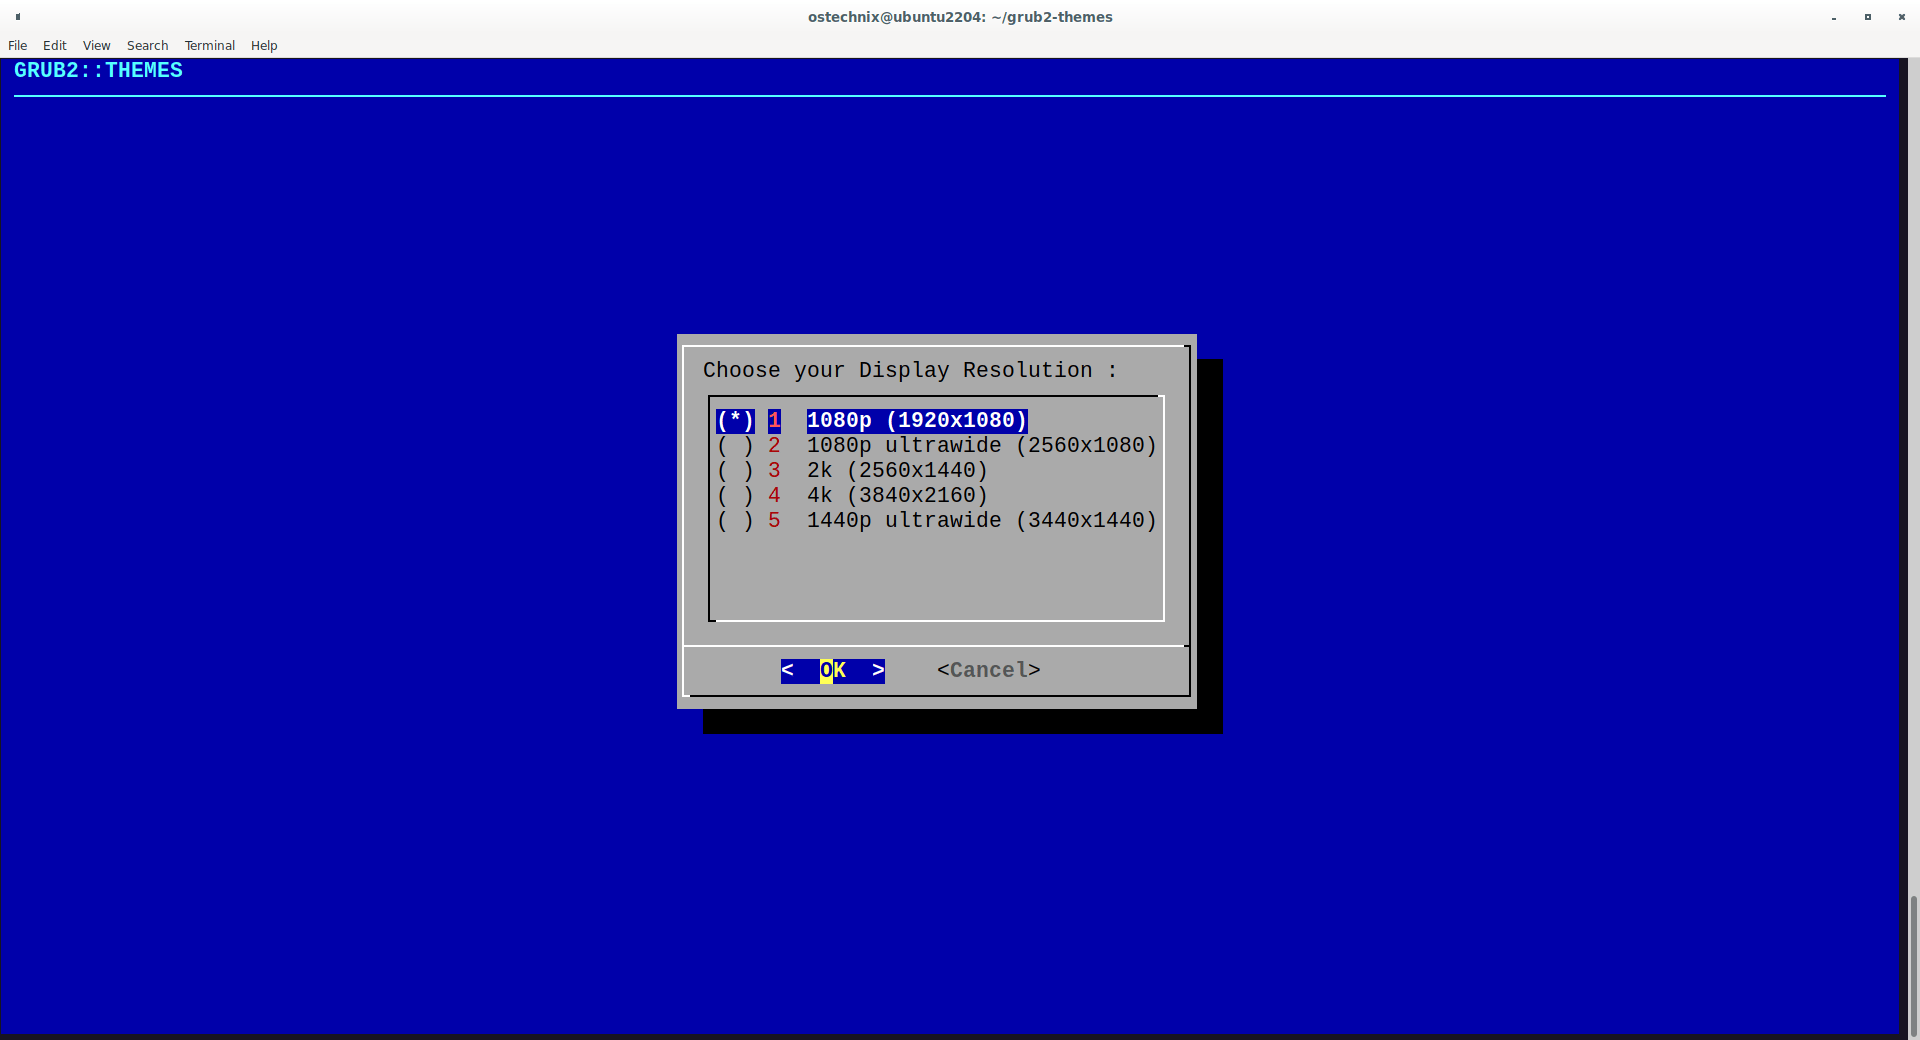 ostechnix@ubuntu2204: ~/grub2-themes
File Edit View Search Terminal Help
GRUB2::THEMES
Choose your Display Resolution :
(*) 1 1080p (1920x1080)
( ) 2 1080p ultrawide (2560x1080)
( ) 3 2k (2560x1440)
( ) 4 4k (3840x2160)
( ) 5 1440p ultrawide (3440x1440)
< OK > <Cancel>